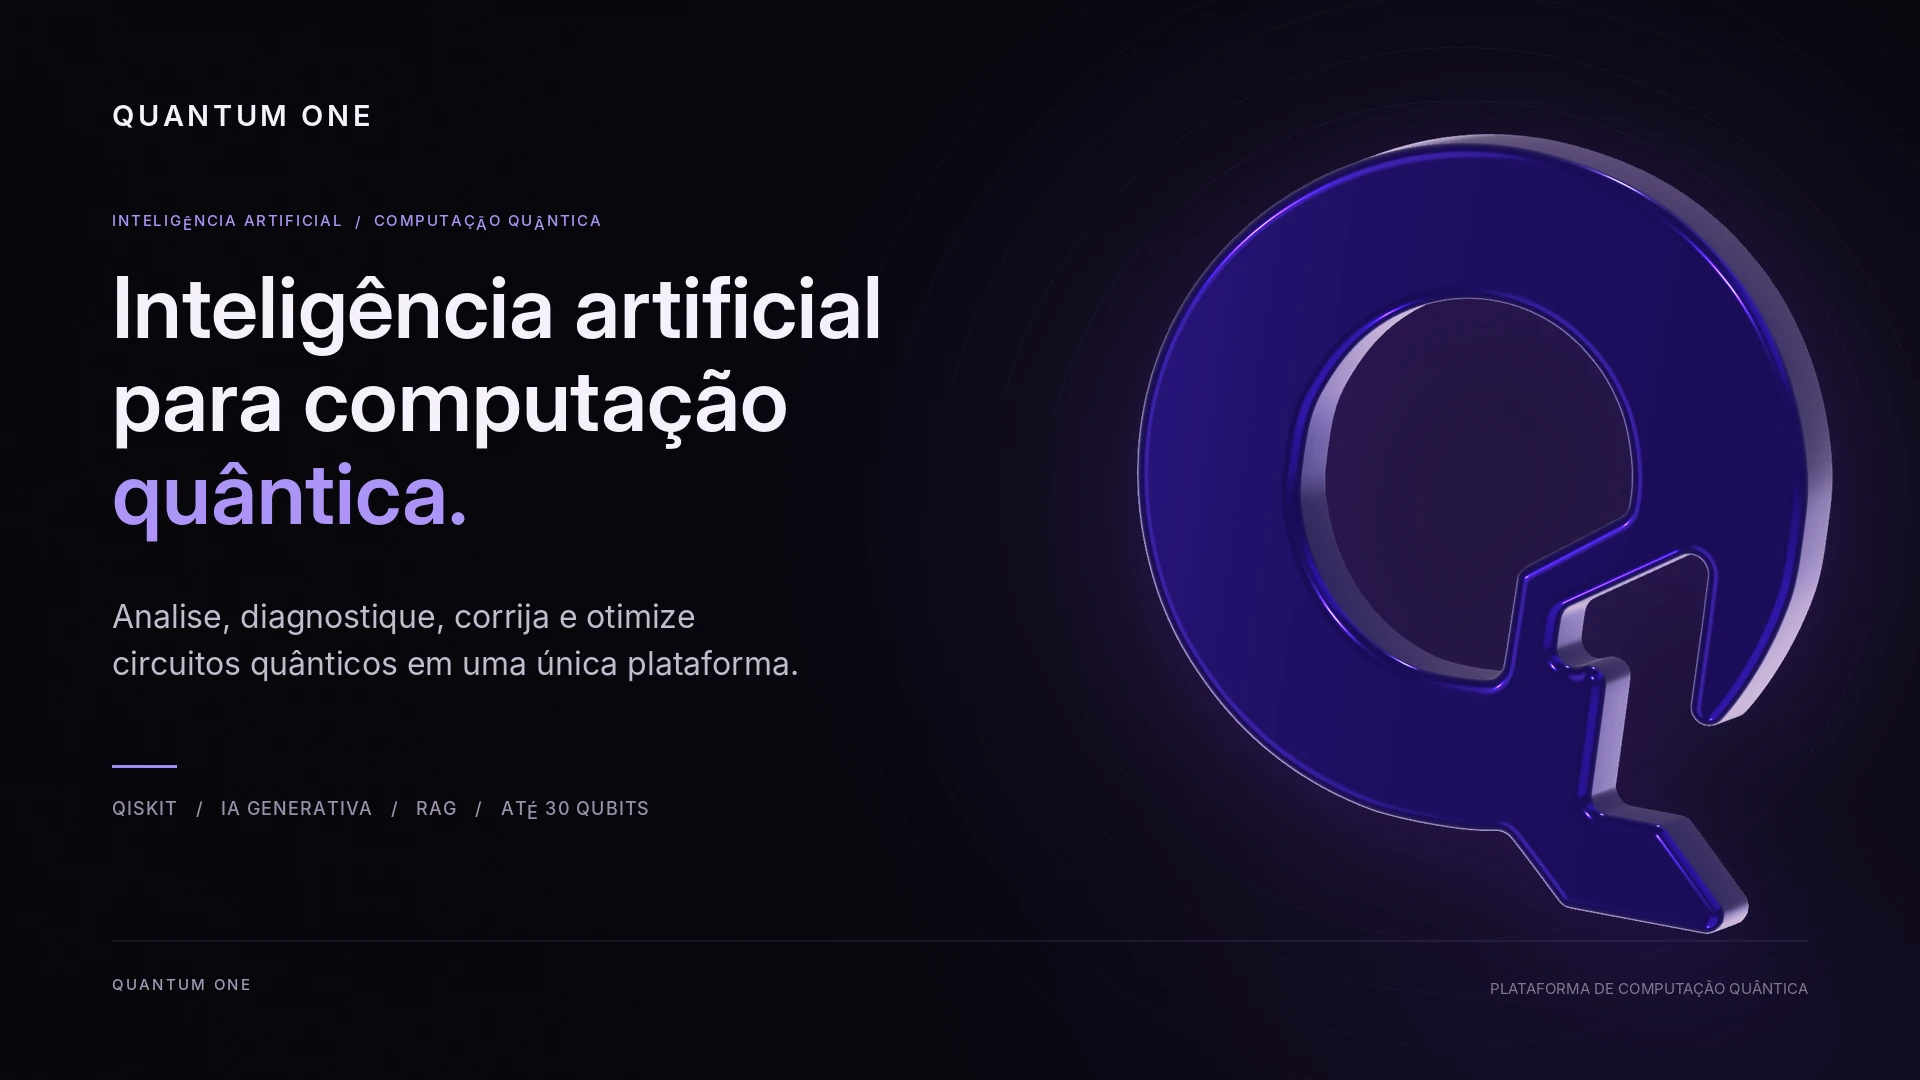 QUANTUM ONE
INTELIGÊNCIA ARTIFICIAL / COMPUTAÇÃO QUÂNTICA
Inteligência artificial
para computação
quântica.
Analise, diagnostique, corrija e otimize
circuitos quânticos em uma única plataforma.
QISKIT / IA GENERATIVA / RAG / ATÉ 30 QUBITS
QUANTUM ONE
PLATAFORMA DE COMPUTAÇÃO QUÂNTICA